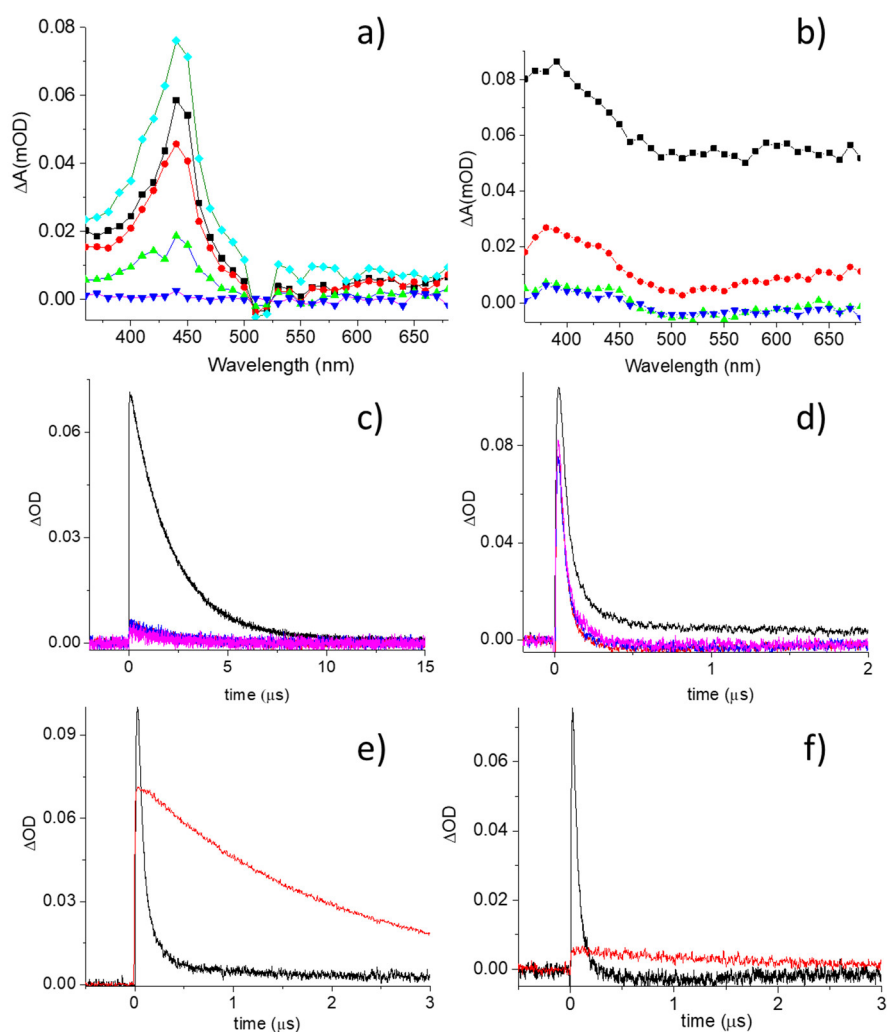 a)
0.08
0.06
0.04
0.02
0.00
ΔA(mOD)
400 450 500 550 600 650
Wavelength (nm)
b)
0.08
0.06
0.04
0.02
0.00
ΔA(mOD)
400 450 500 550 600 650
Wavelength (nm)
c)
0.06
0.03
0.00
ΔOD
0 5 10 15
time (μs)
d)
0.08
0.04
0.00
ΔOD
0 1 2
time (μs)
e)
0.09
0.06
0.03
0.00
ΔOD
0 1 2 3
time (μs)
f)
0.06
0.04
0.02
0.00
ΔOD
0 1 2 3
time (μs)